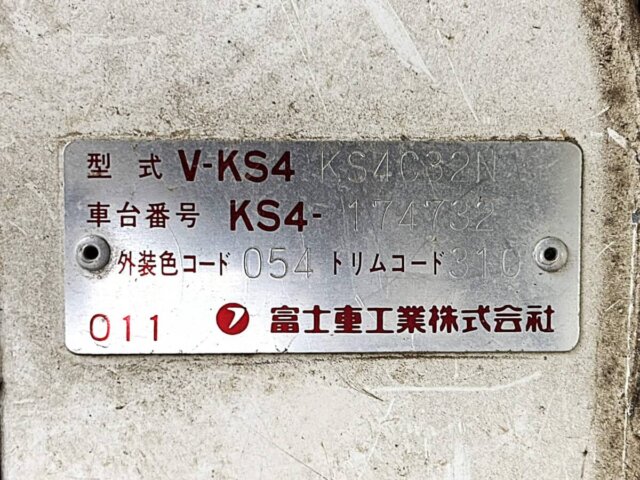 型式 V-KS4 KS4C32N
車台番号 KS4-174732
外装色コード 054 トリムコード 310
011 富士重工業株式会社